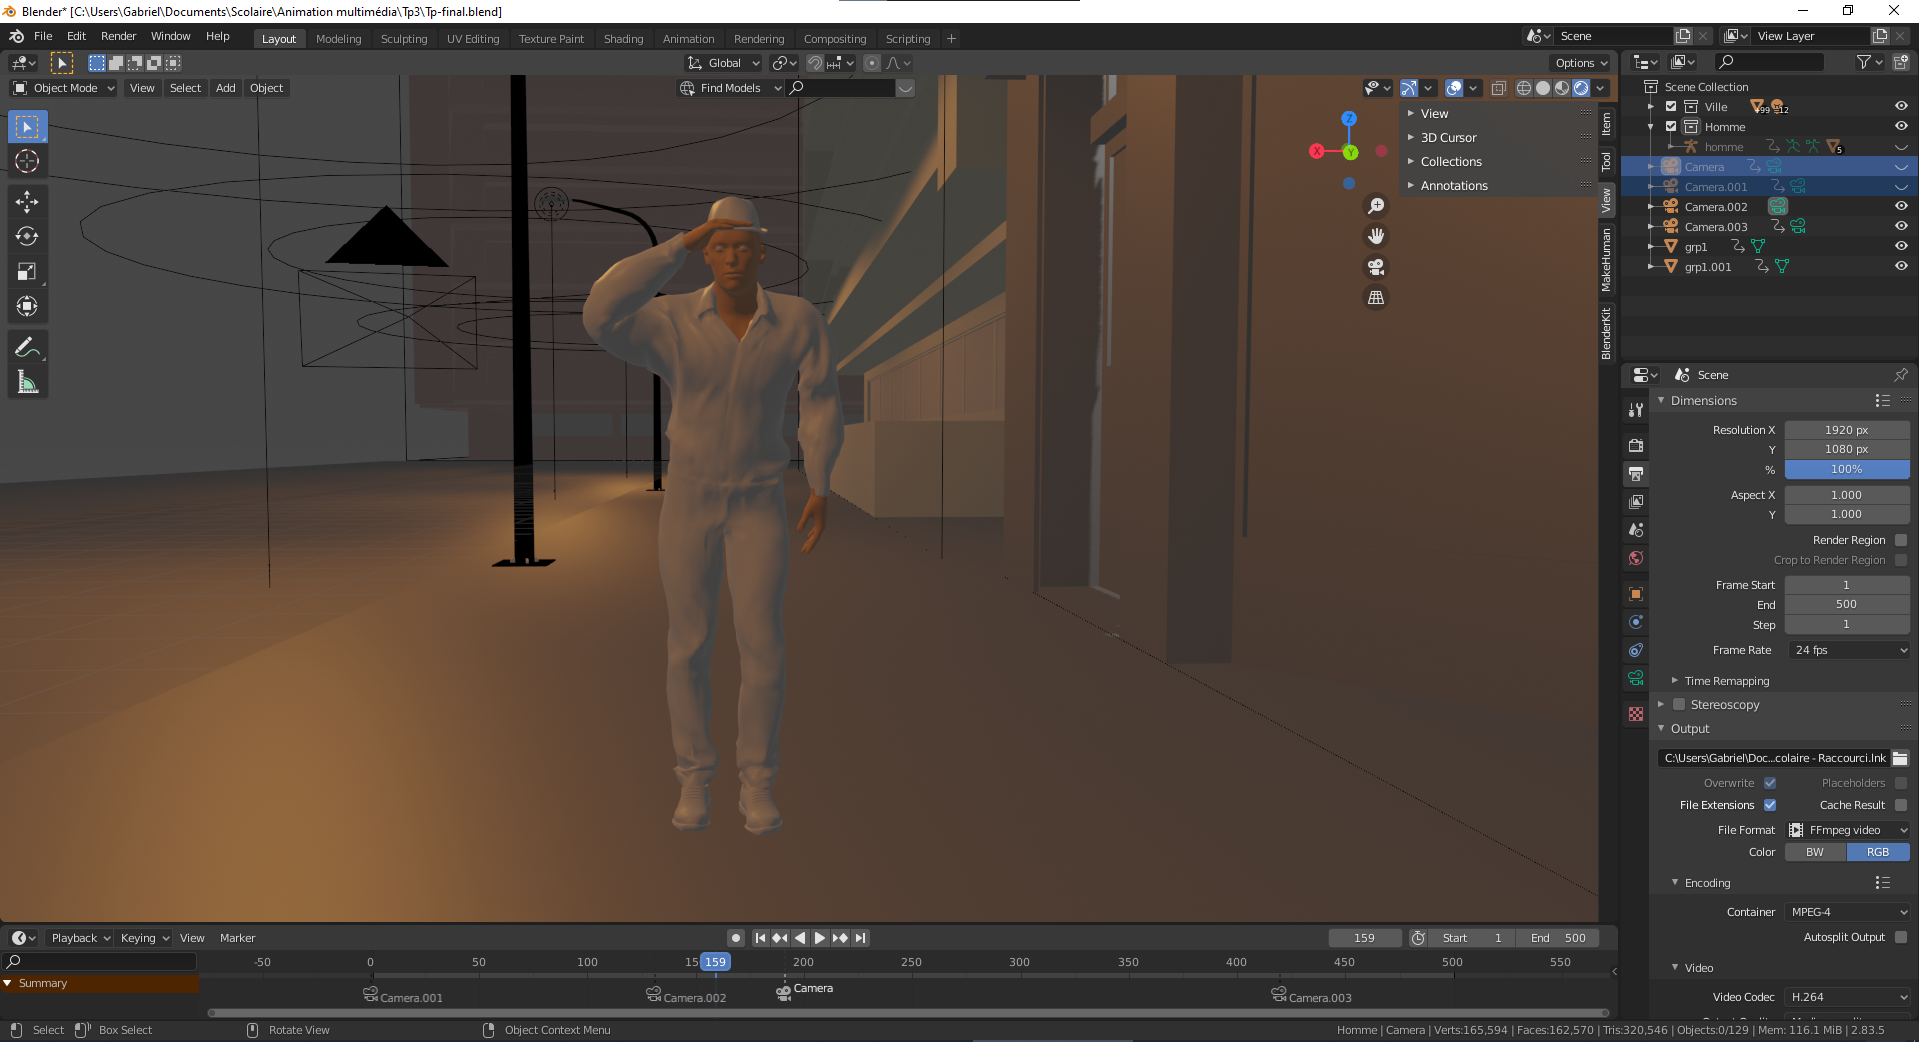 Blender* [C:\Users\Gabriel\Documents\Scolaire\Animation multimédia\Tp3\Tp-final.blend]
File Edit Render Window Help Layout Modeling Sculpting UV Editing Texture Paint Shading Animation Rendering Compositing Scripting + Scene View Layer
Global Options
Object Mode View Select Add Object Find Models
View
3D Cursor
Collections
Annotations
Item
Tool
View
MakeHuman
BlenderKit
Z
X
Y
Scene Collection
Ville +99 12
Homme
homme 5
Camera
Camera.001
Camera.002
Camera.003
grp1
grp1.001
Scene
Dimensions
Resolution X 1920 px
Y 1080 px
% 100%
Aspect X 1.000
Y 1.000
Render Region
Crop to Render Region
Frame Start 1
End 500
Step 1
Frame Rate 24 fps
Time Remapping
Stereoscopy
Output
C:\Users\Gabriel\Doc...colaire - Raccourci.lnk
Overwrite Placeholders
File Extensions Cache Result
File Format FFmpeg video
Color BW RGB
Encoding
Container MPEG-4
Autosplit Output
Video
Video Codec H.264
Playback Keying View Marker 159 Start 1 End 500
-50 0 50 100 15 159 200 250 300 350 400 450 500 550
Summary
Camera.001 Camera.002 Camera Camera.003
Select Box Select Rotate View Object Context Menu Homme | Camera | Verts:165,594 | Faces:162,570 | Tris:320,546 | Objects:0/129 | Mem: 116.1 MiB | 2.83.5